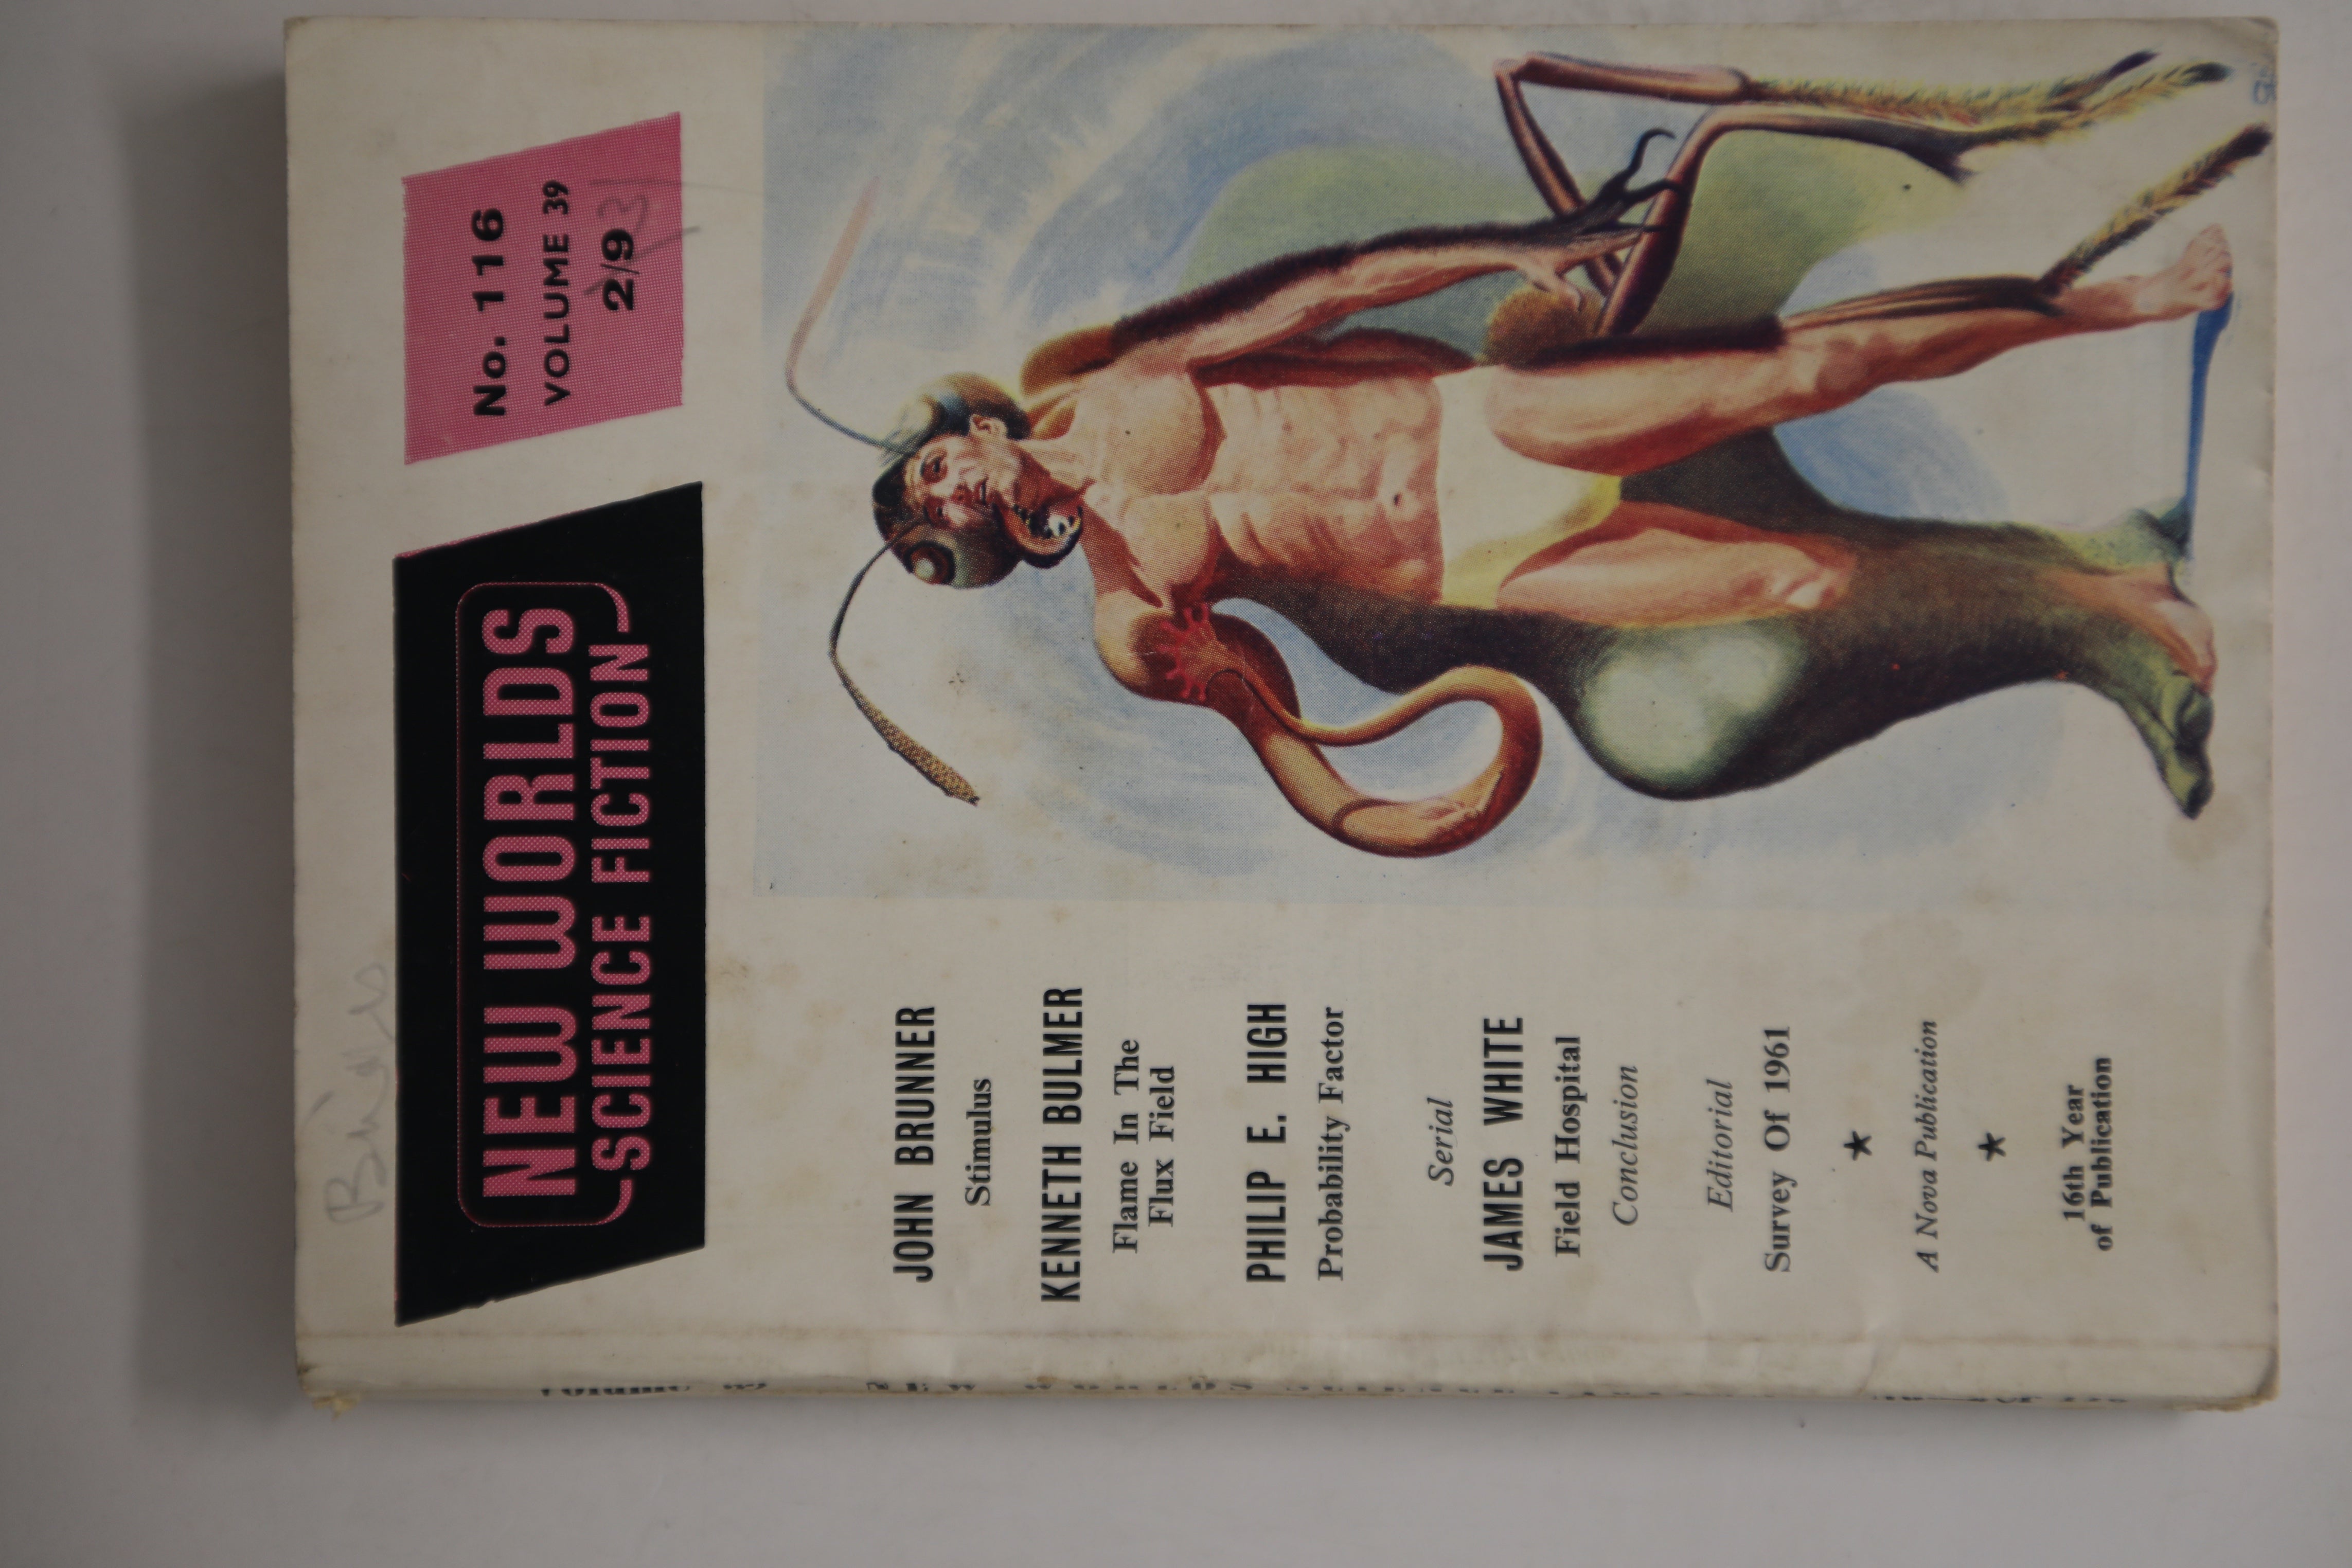 No. 116
VOLUME 39
2/9
NEW WORLDS
SCIENCE FICTION
JOHN BRUNNER
Stimulus
KENNETH BULMER
Flame In The
Flux Field
PHILIP E. HIGH
Probability Factor
Serial
JAMES WHITE
Field Hospital
Conclusion
Editorial
Survey Of 1961
A Nova Publication
16th Year
of Publication